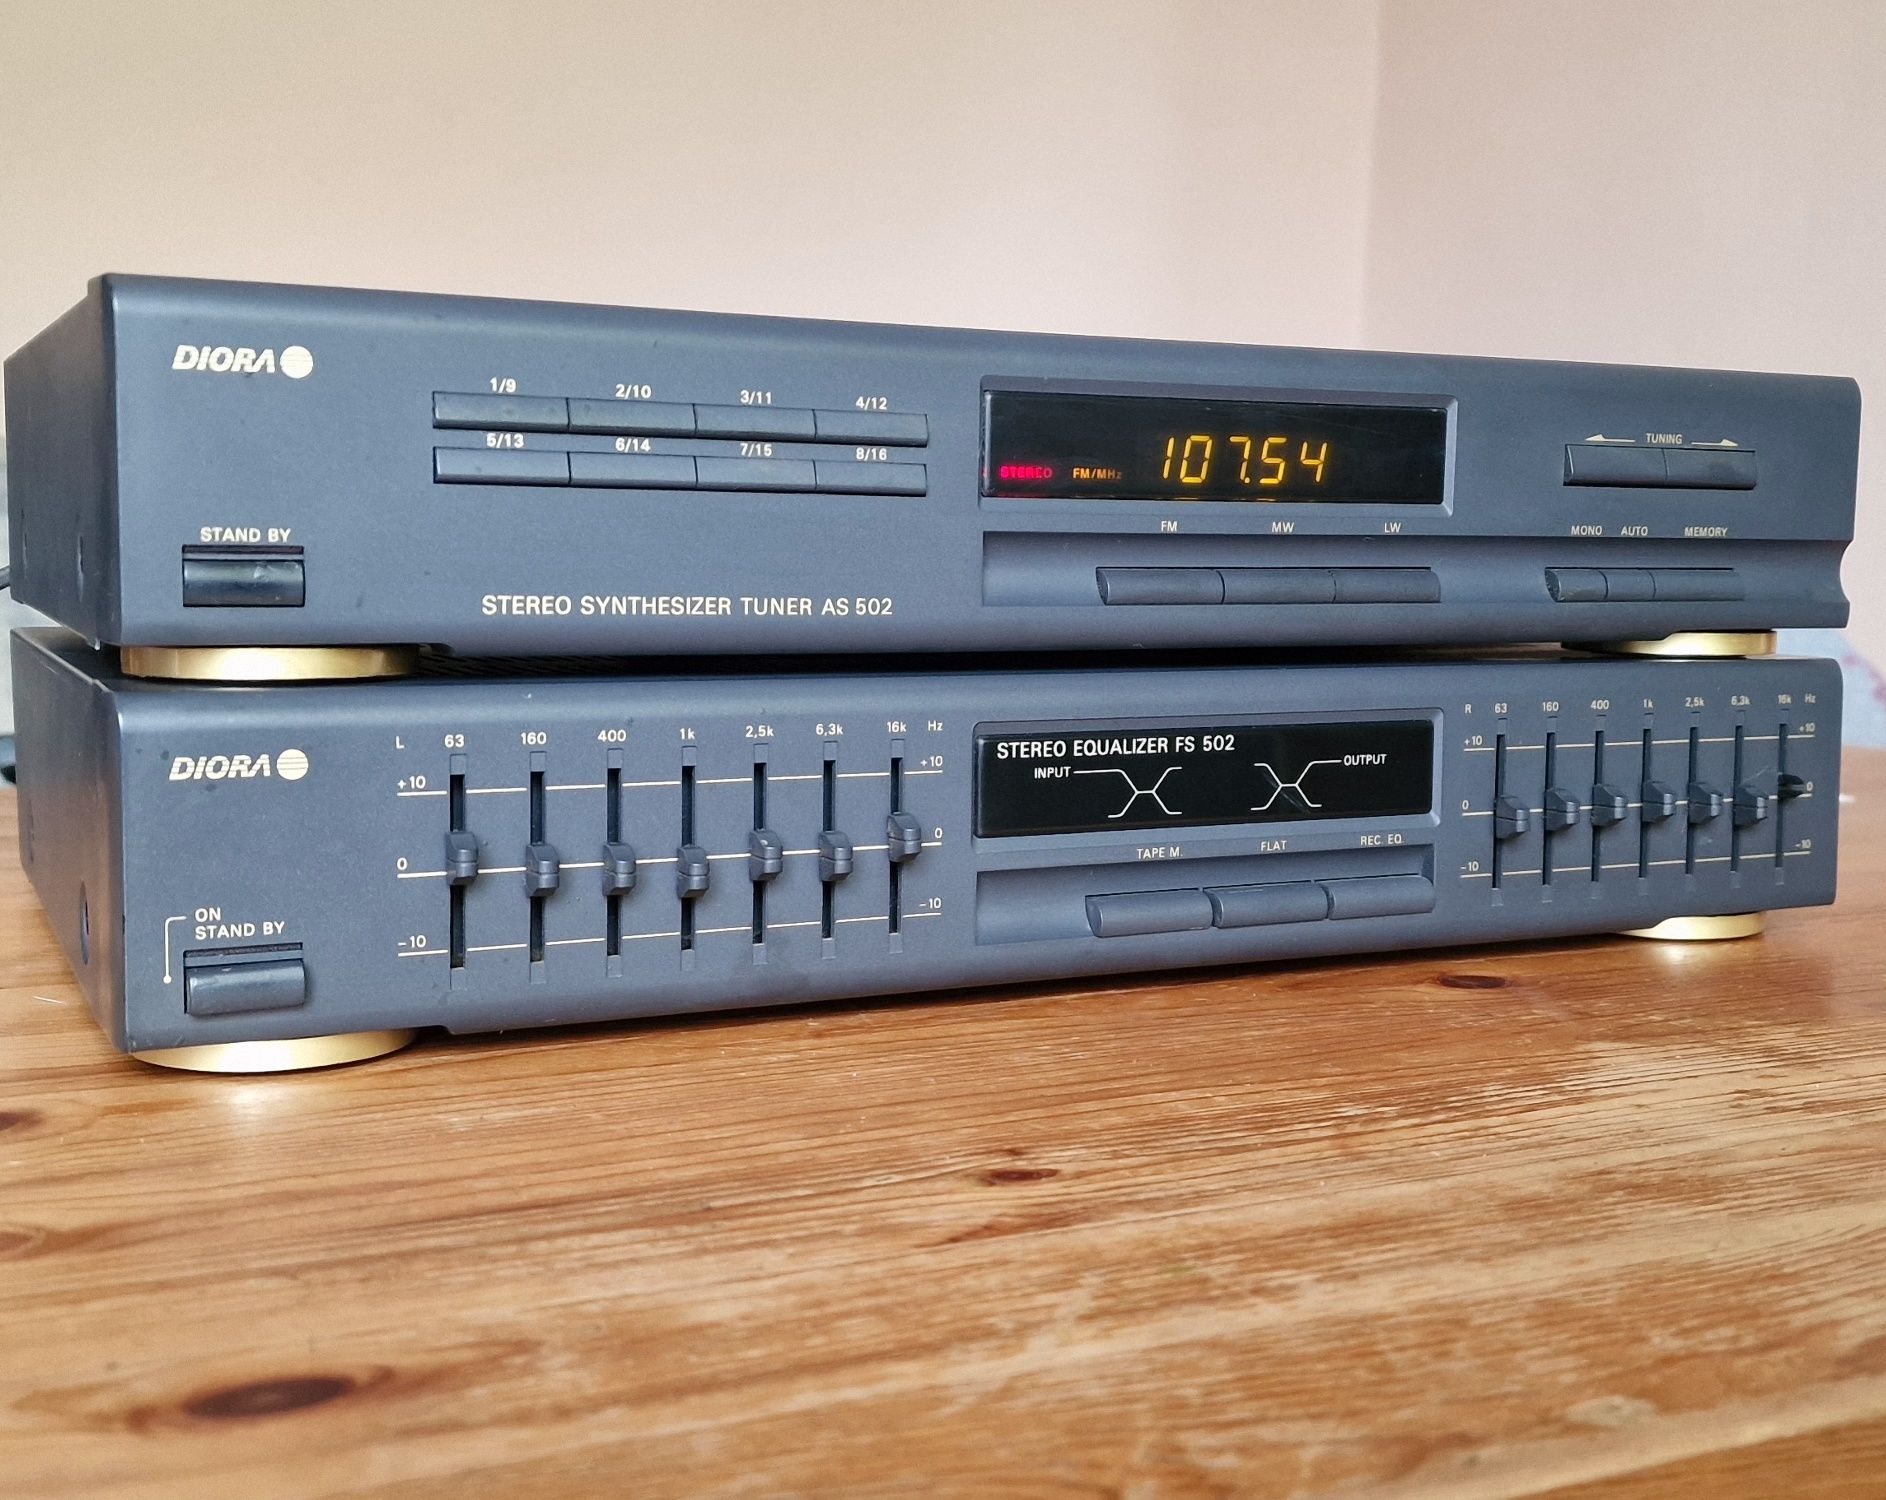 DIORA
1/9 2/10 3/11 4/12
5/13 6/14 7/15 8/16
STAND BY
STEREO SYNTHESIZER TUNER AS 502
STEREO FM/MHz 107.54
FM MW LW
TUNING
MONO AUTO MEMORY
DIORA
L 63 160 400 1k 2,5k 6,3k 16k Hz
+10 +10
0 0
-10 -10
ON
STAND BY
STEREO EQUALIZER FS 502
INPUT OUTPUT
TAPE M. FLAT REC. EQ.
R 63 160 400 1k 2,5k 6,3k 16k Hz
+10 +10
0 0
-10 -10